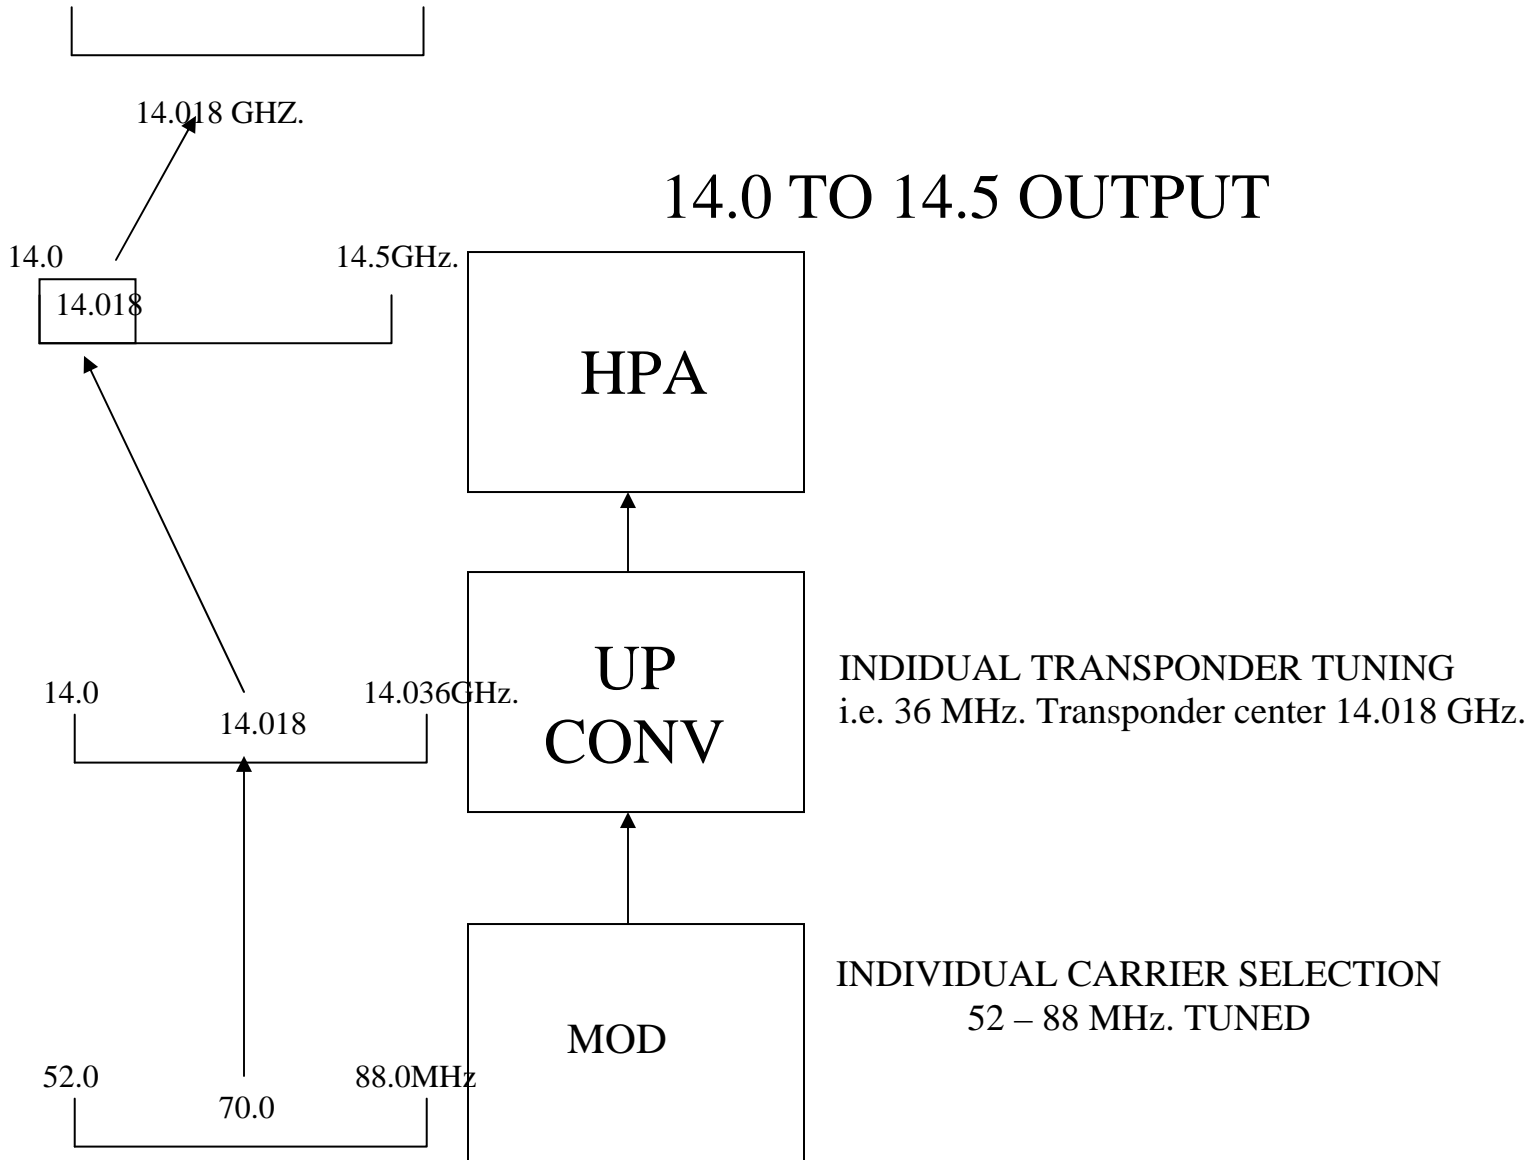 14.018 GHZ.
14.0 TO 14.5 OUTPUT
14.0
14.5GHz.
14.018
HPA
UP
CONV
14.0
14.036GHz.
14.018
INDIDUAL TRANSPONDER TUNING
i.e. 36 MHz. Transponder center 14.018 GHz.
INDIVIDUAL CARRIER SELECTION
52 – 88 MHz. TUNED
MOD
52.0
88.0MHz
70.0